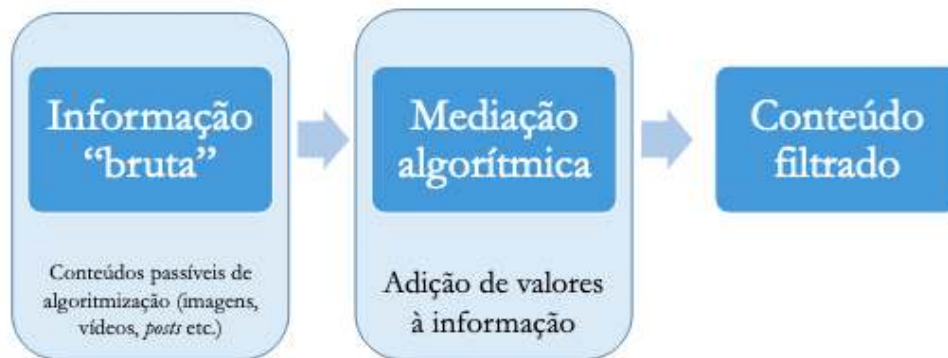 Informação
“bruta”
Conteúdos passíveis de
algoritmização (imagens,
vídeos, posts etc.)
Mediação
algorítmica
Adição de valores
à informação
Conteúdo
filtrado